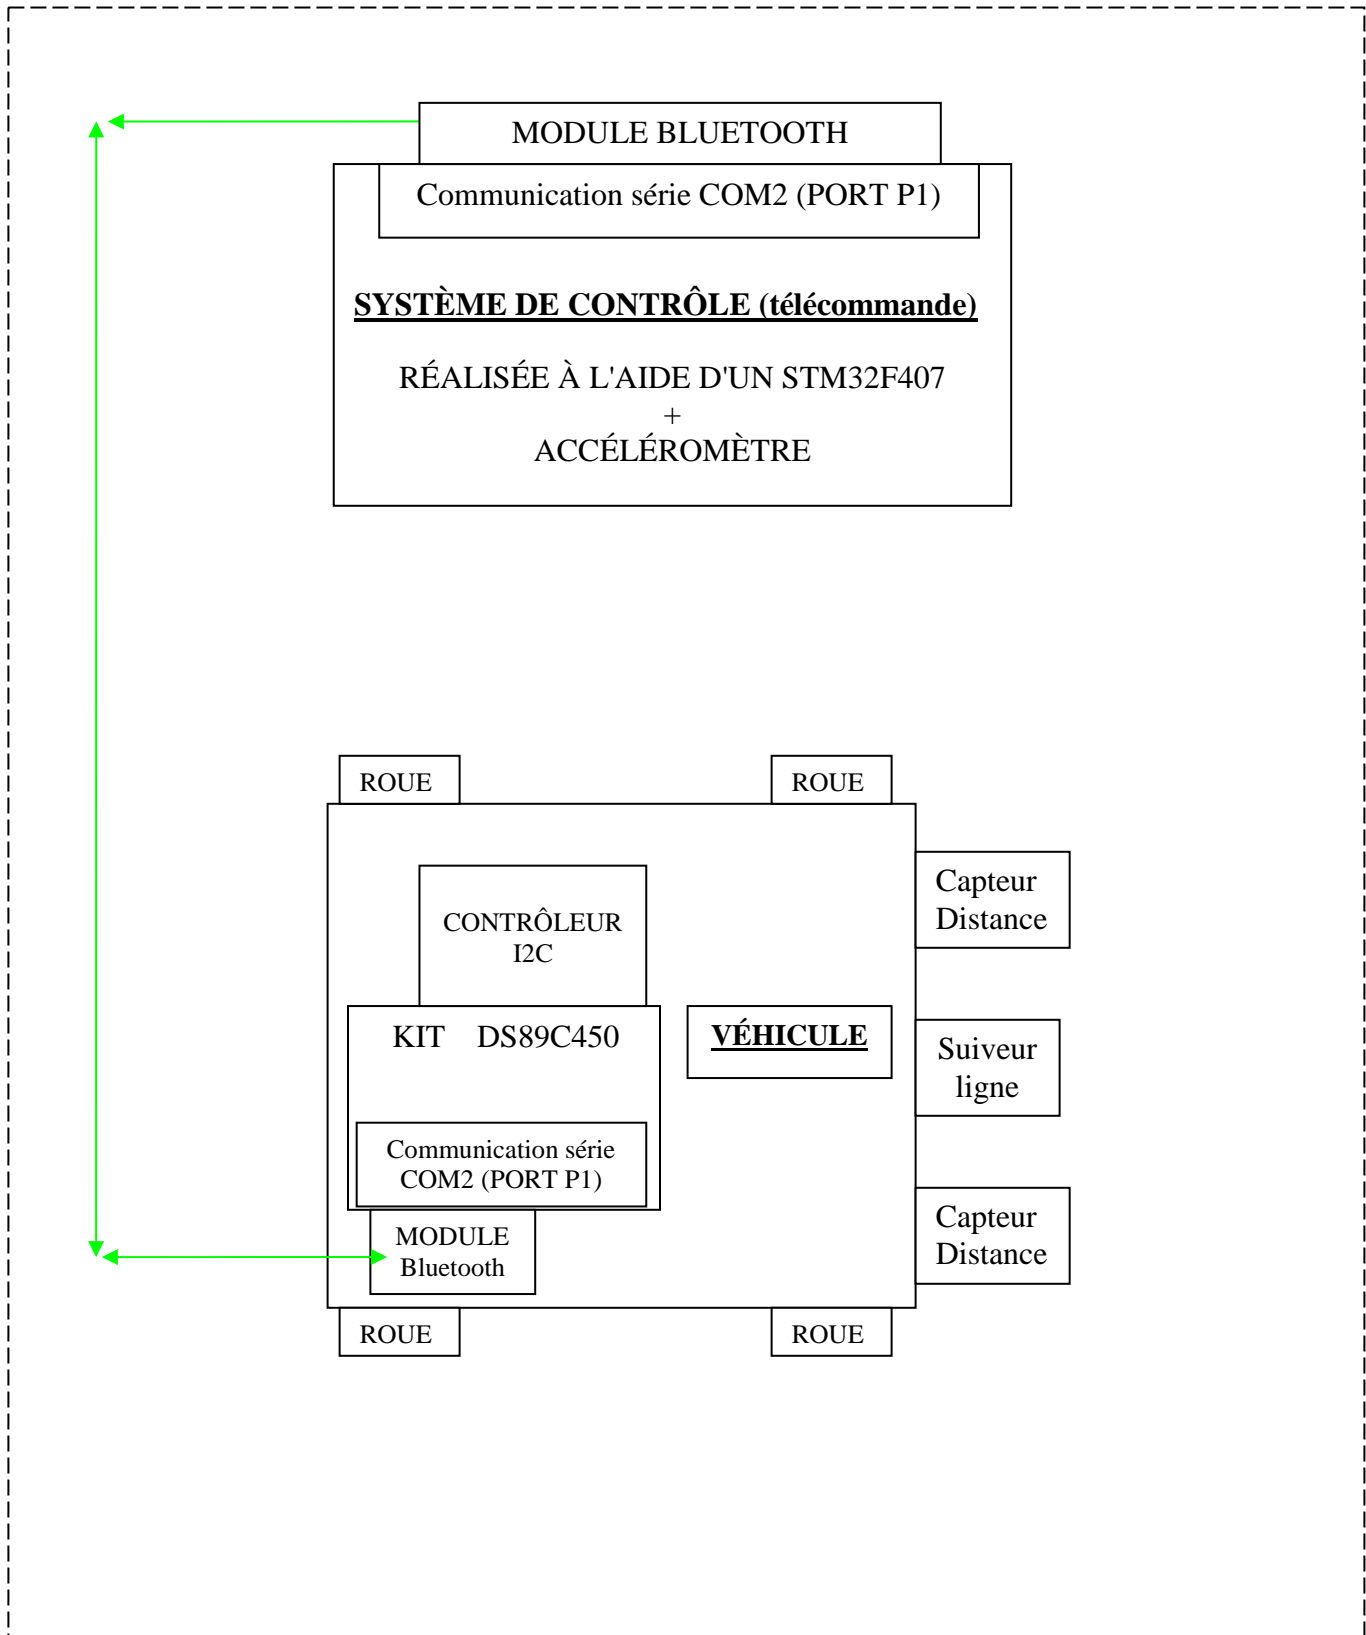 MODULE BLUETOOTH
Communication série COM2 (PORT P1)
SYSTÈME DE CONTRÔLE (télécommande)
RÉALISÉE À L'AIDE D'UN STM32F407
+
ACCÉLÉROMÈTRE
ROUE
ROUE
Capteur
Distance
CONTRÔLEUR
I2C
KIT DS89C450
VÉHICULE
Suiveur
ligne
Communication série
COM2 (PORT P1)
MODULE
Bluetooth
Capteur
Distance
ROUE
ROUE